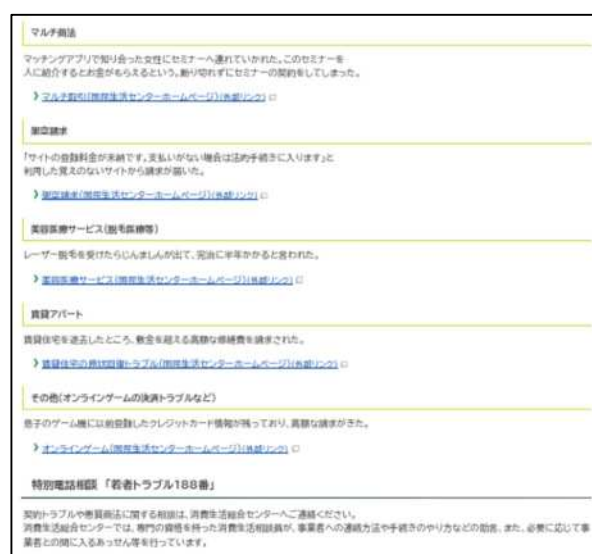 マルチ商法
マッチングアプリで知り合った女性にセミナーへ連れていかれた。このセミナーを
人に紹介するとお金がもらえるという。断り切れずにセミナーの契約をしてしまった。
マルチ取引(国民生活センターホームページ)(外部リンク)
架空請求
「サイトの登録料金が未納です。支払いがない場合は法的手続きに入ります」と
利用した覚えのないサイトから請求が届いた。
架空請求(国民生活センターホームページ)(外部リンク)
美容医療サービス(脱毛医療等)
レーザー脱毛を受けたらじんましんが出て、完治に半年かかると言われた。
美容医療サービス(国民生活センターホームページ)(外部リンク)
賃貸アパート
賃貸住宅を退去したところ、敷金を超える高額な修繕費を請求された。
賃貸住宅の原状回復トラブル(国民生活センターホームページ)(外部リンク)
その他(オンラインゲームの決済トラブルなど)
息子のゲーム機に以前登録したクレジットカード情報が残っており、高額な請求がきた。
オンラインゲーム(国民生活センターホームページ)(外部リンク)
特別電話相談 「若者トラブル188番」
契約トラブルや悪質商法に関する相談は、消費生活総合センターへご連絡ください。
消費生活総合センターでは、専門の資格を持った消費生活相談員が、事業者への連絡方法や手続きのやり方などの助言、また、必要に応じて事
業者との間に入るあっせん等を行っています。